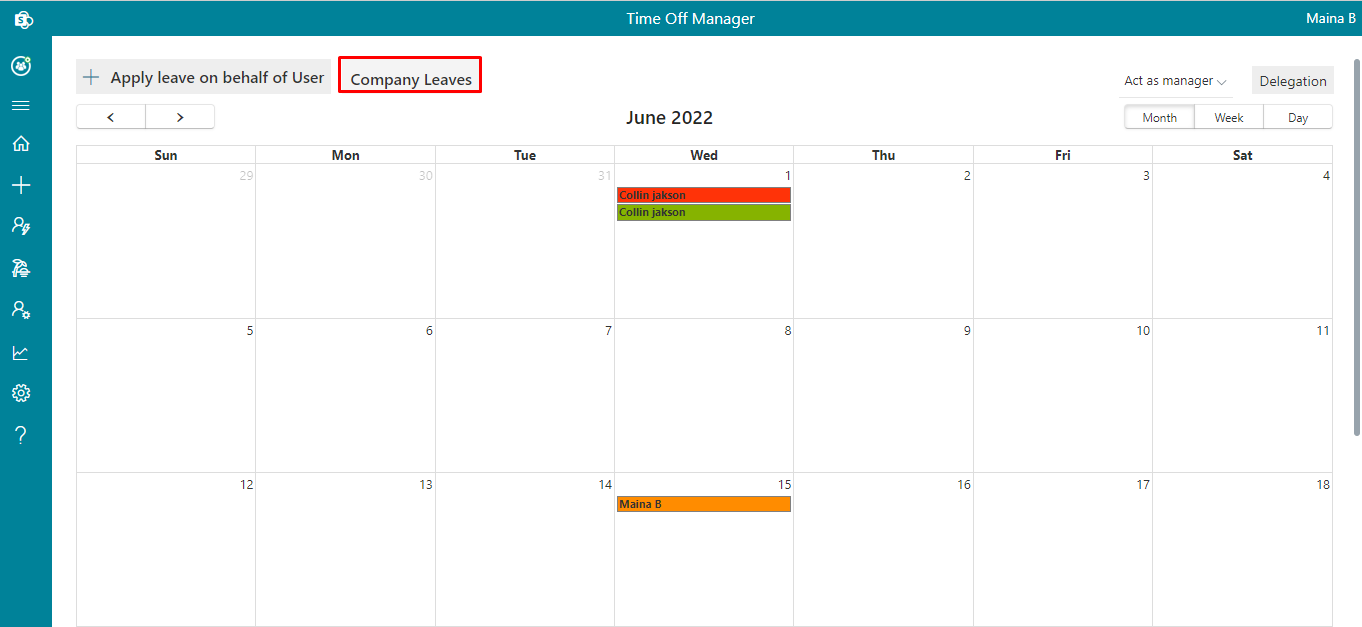 Time Off Manager
Maina B
Apply leave on behalf of User
Company Leaves
Act as manager
Delegation
< >
June 2022
Month Week Day
Sun Mon Tue Wed Thu Fri Sat
29 30 31 1 2 3 4
Collin jakson
Collin jakson
5 6 7 8 9 10 11
12 13 14 15 16 17 18
Maina B